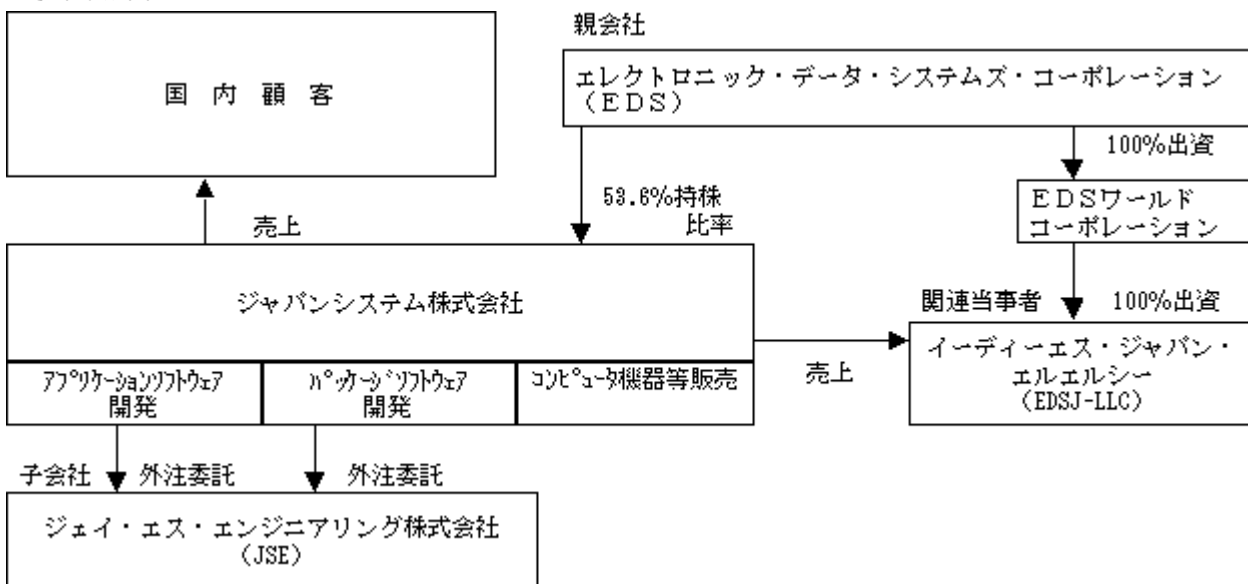 親会社
国 内 顧 客
エレクトロニック・データ・システムズ・コーポレーション
（ＥＤＳ）
100%出資
53.6%持株
比率
ＥＤＳワールド
コーポレーション
売上
ジャパンシステム株式会社
関連当事者
100%出資
イーディーエス・ジャパン・
エルエルシー
(EDSJ-LLC)
売上
ｱﾌﾟﾘｹｰｼｮﾝｿﾌﾄｳｪｱ
開発
ﾊﾟｯｹｰｼﾞｿﾌﾄｳｪｱ
開発
ｺﾝﾋﾟｭｰﾀ機器等販売
子会社
外注委託
外注委託
ジェイ・エス・エンジニアリング株式会社
(JSE)